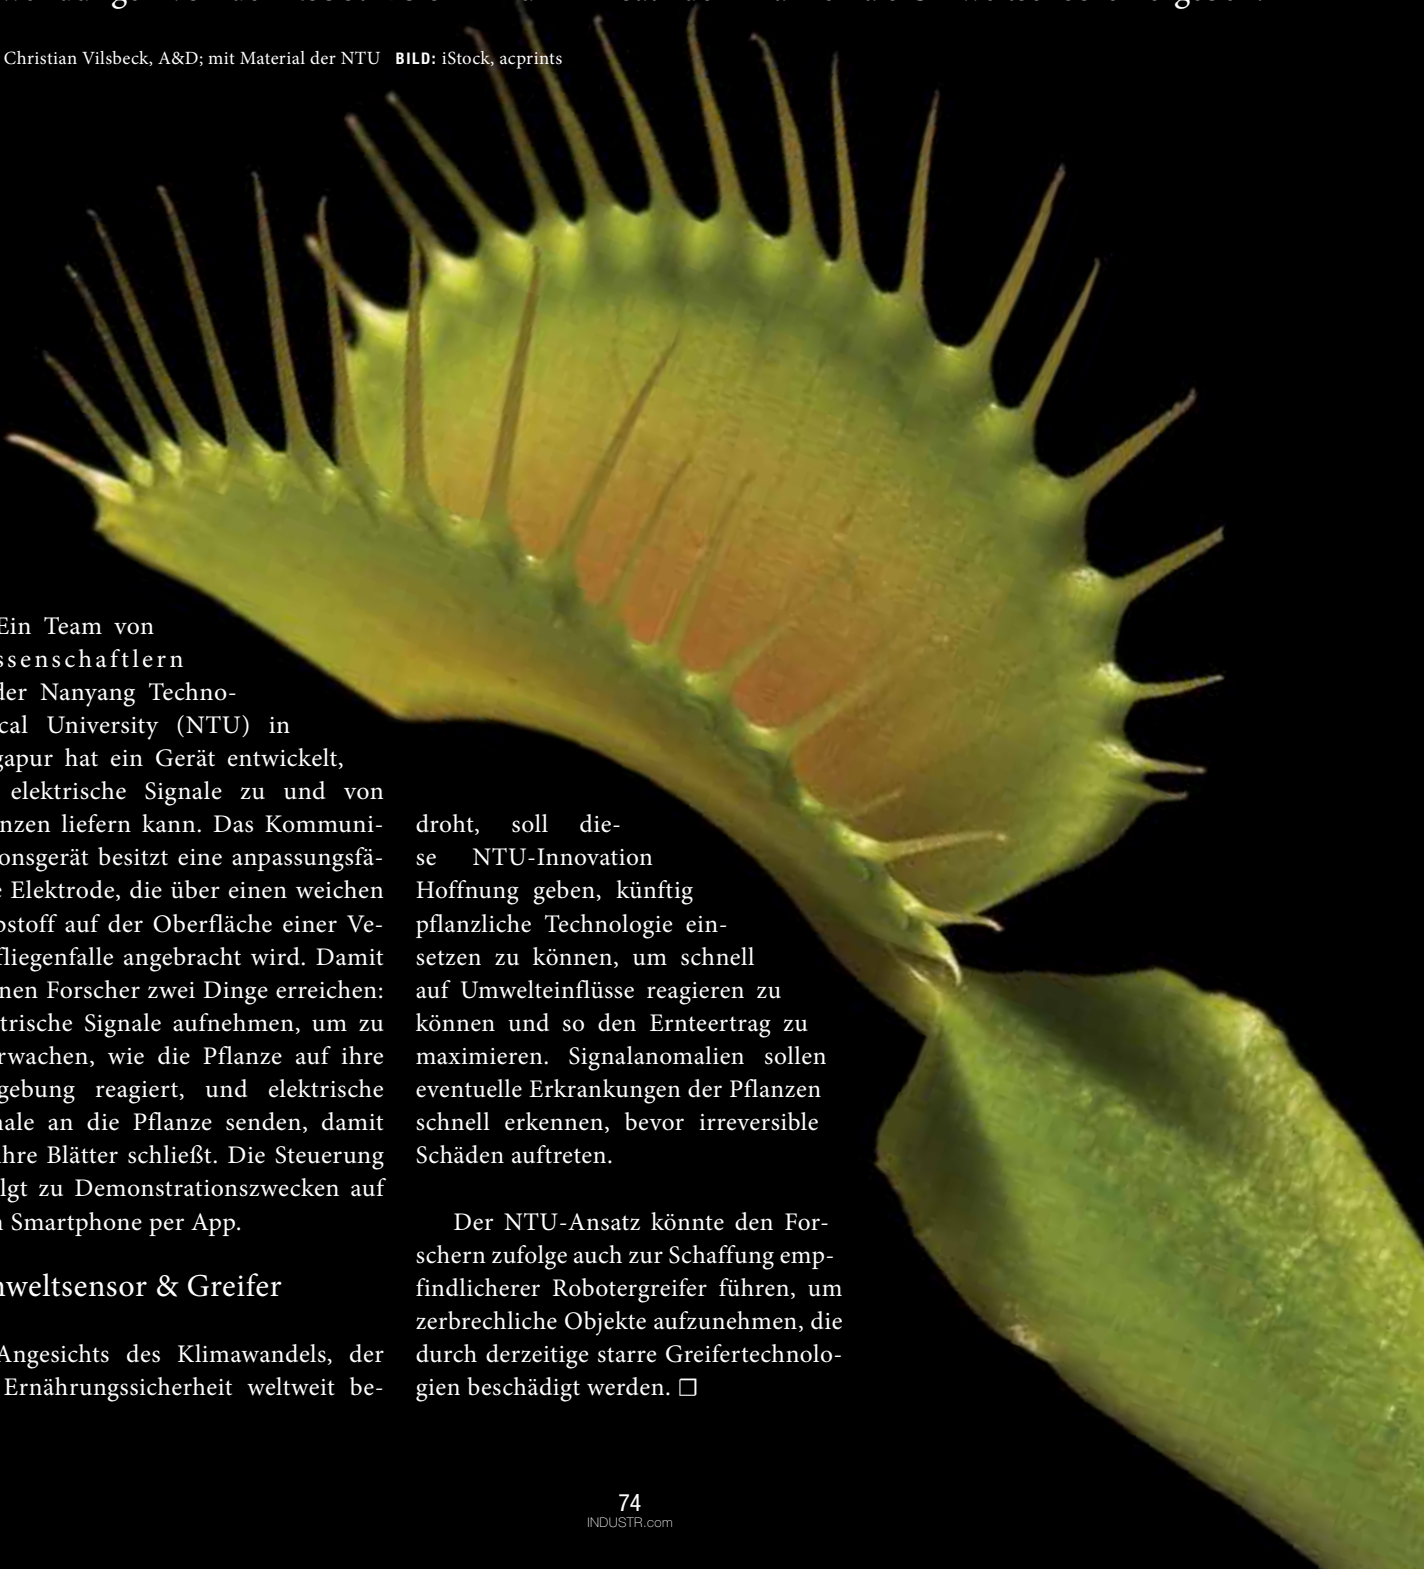 Christian Vilsbeck, A&D; mit Material der NTU BILD: iStock, acprints
Ein Team von
ssenschaftlern
der Nanyang Techno-
cal University (NTU) in
gapur hat ein Gerät entwickelt,
elektrische Signale zu und von
nzen liefern kann. Das Kommuni-
onsgerät besitzt eine anpassungsfä-
e Elektrode, die über einen weichen
bstoff auf der Oberfläche einer Ve-
fliegenfalle angebracht wird. Damit
nen Forscher zwei Dinge erreichen:
trische Signale aufnehmen, um zu
rwachen, wie die Pflanze auf ihre
gebung reagiert, und elektrische
nale an die Pflanze senden, damit
ihre Blätter schließt. Die Steuerung
lgt zu Demonstrationszwecken auf
n Smartphone per App.
nweltsensor & Greifer
Angesichts des Klimawandels, der
Ernährungssicherheit weltweit be-
droht, soll die-
se NTU-Innovation
Hoffnung geben, künftig
pflanzliche Technologie ein-
setzen zu können, um schnell
auf Umwelteinflüsse reagieren zu
können und so den Ernteertrag zu
maximieren. Signalanomalien sollen
eventuelle Erkrankungen der Pflanzen
schnell erkennen, bevor irreversible
Schäden auftreten.
Der NTU-Ansatz könnte den For-
schern zufolge auch zur Schaffung emp-
findlicherer Robotergreifer führen, um
zerbrechliche Objekte aufzunehmen, die
durch derzeitige starre Greifertechnolo-
gien beschädigt werden. ❒
74
INDUSTR.com